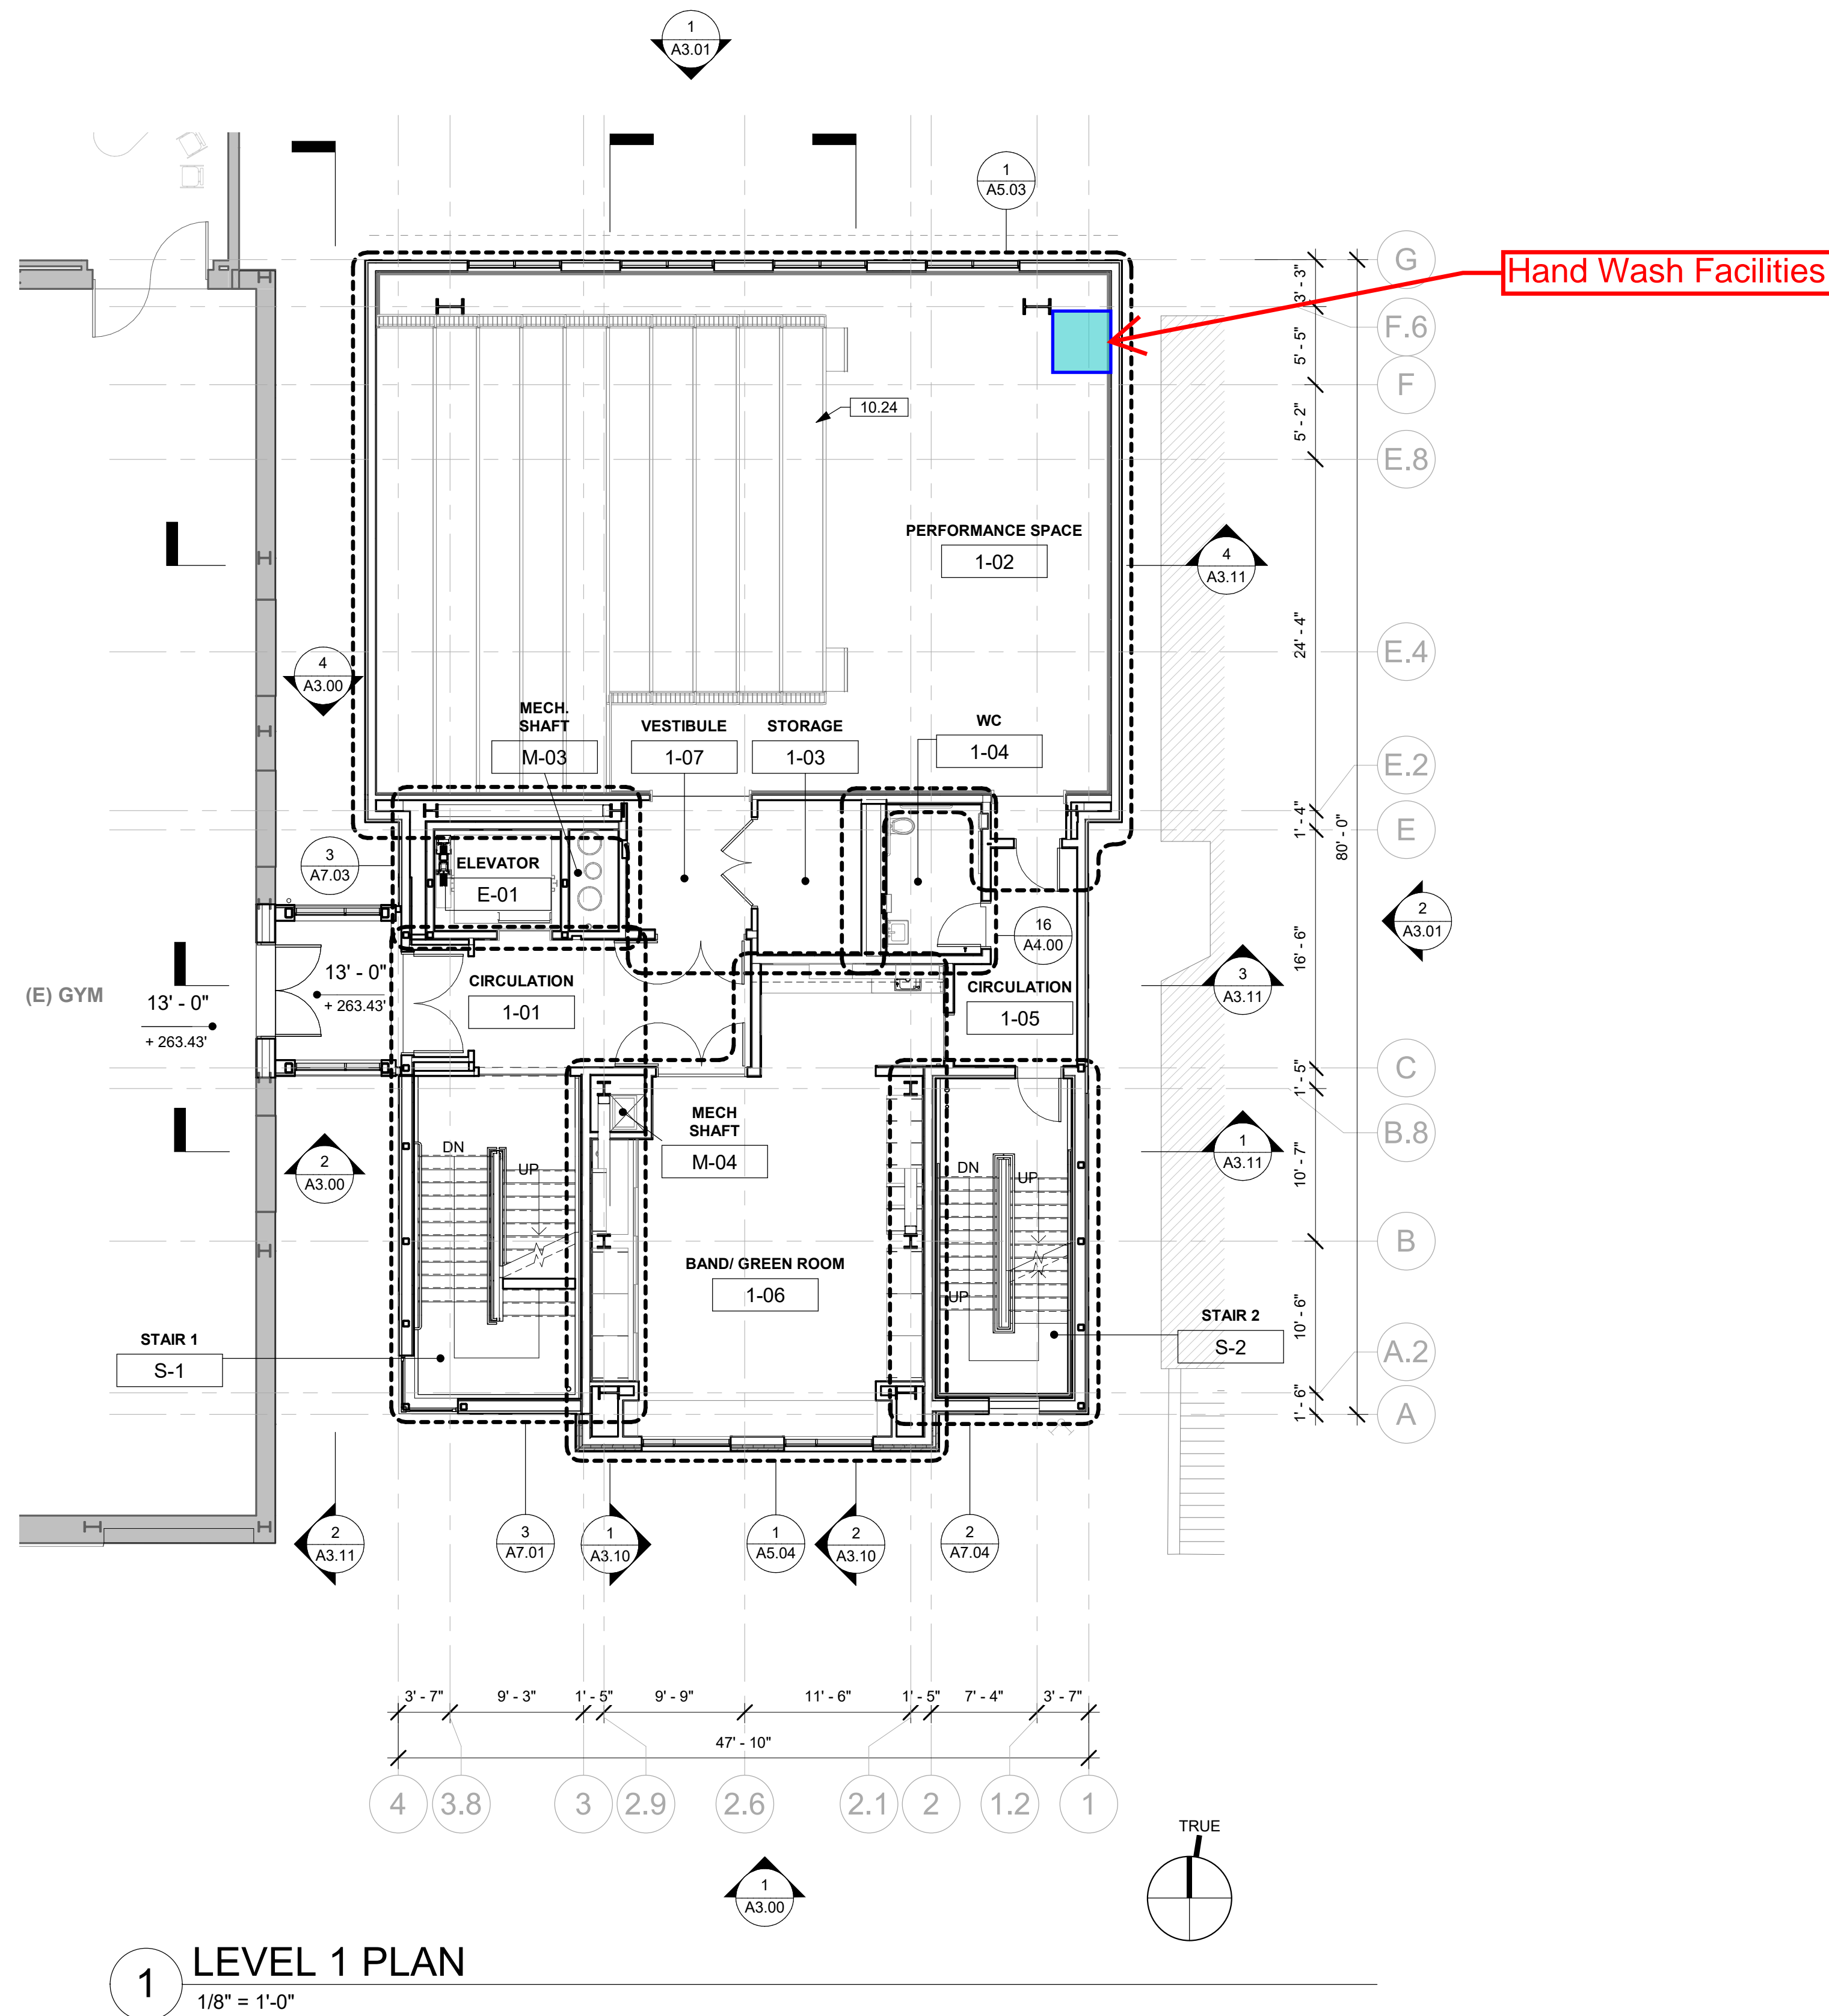 1
A3.01
1
A5.03
G
Hand Wash Facilities
3' - 3"
F.6
5' - 5"
F
5' - 2"
10.24
E.8
PERFORMANCE SPACE
1-02
4
A3.11
24' - 4"
E.4
4
A3.00
MECH.
SHAFT
M-03
VESTIBULE
1-07
STORAGE
1-03
WC
1-04
E.2
1' - 4"
E
80' - 0"
3
A7.03
ELEVATOR
E-01
16
A4.00
2
A3.01
16' - 6"
(E) GYM
13' - 0"
+ 263.43'
13' - 0"
+ 263.43'
CIRCULATION
1-01
CIRCULATION
1-05
3
A3.11
C
1' - 5"
B.8
MECH
SHAFT
M-04
1
A3.11
2
A3.00
DN
UP
DN
UP
UP
10' - 7"
B
BAND/ GREEN ROOM
1-06
10' - 6"
STAIR 1
S-1
STAIR 2
S-2
A.2
1' - 6"
A
2
A3.11
3
A7.01
1
A3.10
1
A5.04
2
A3.10
2
A7.04
3' - 7"
9' - 3"
1' - 5"
9' - 9"
11' - 6"
1' - 5"
7' - 4"
3' - 7"
47' - 10"
4
3.8
3
2.9
2.6
2.1
2
1.2
1
TRUE
1
A3.00
1
LEVEL 1 PLAN
1/8" = 1'-0"